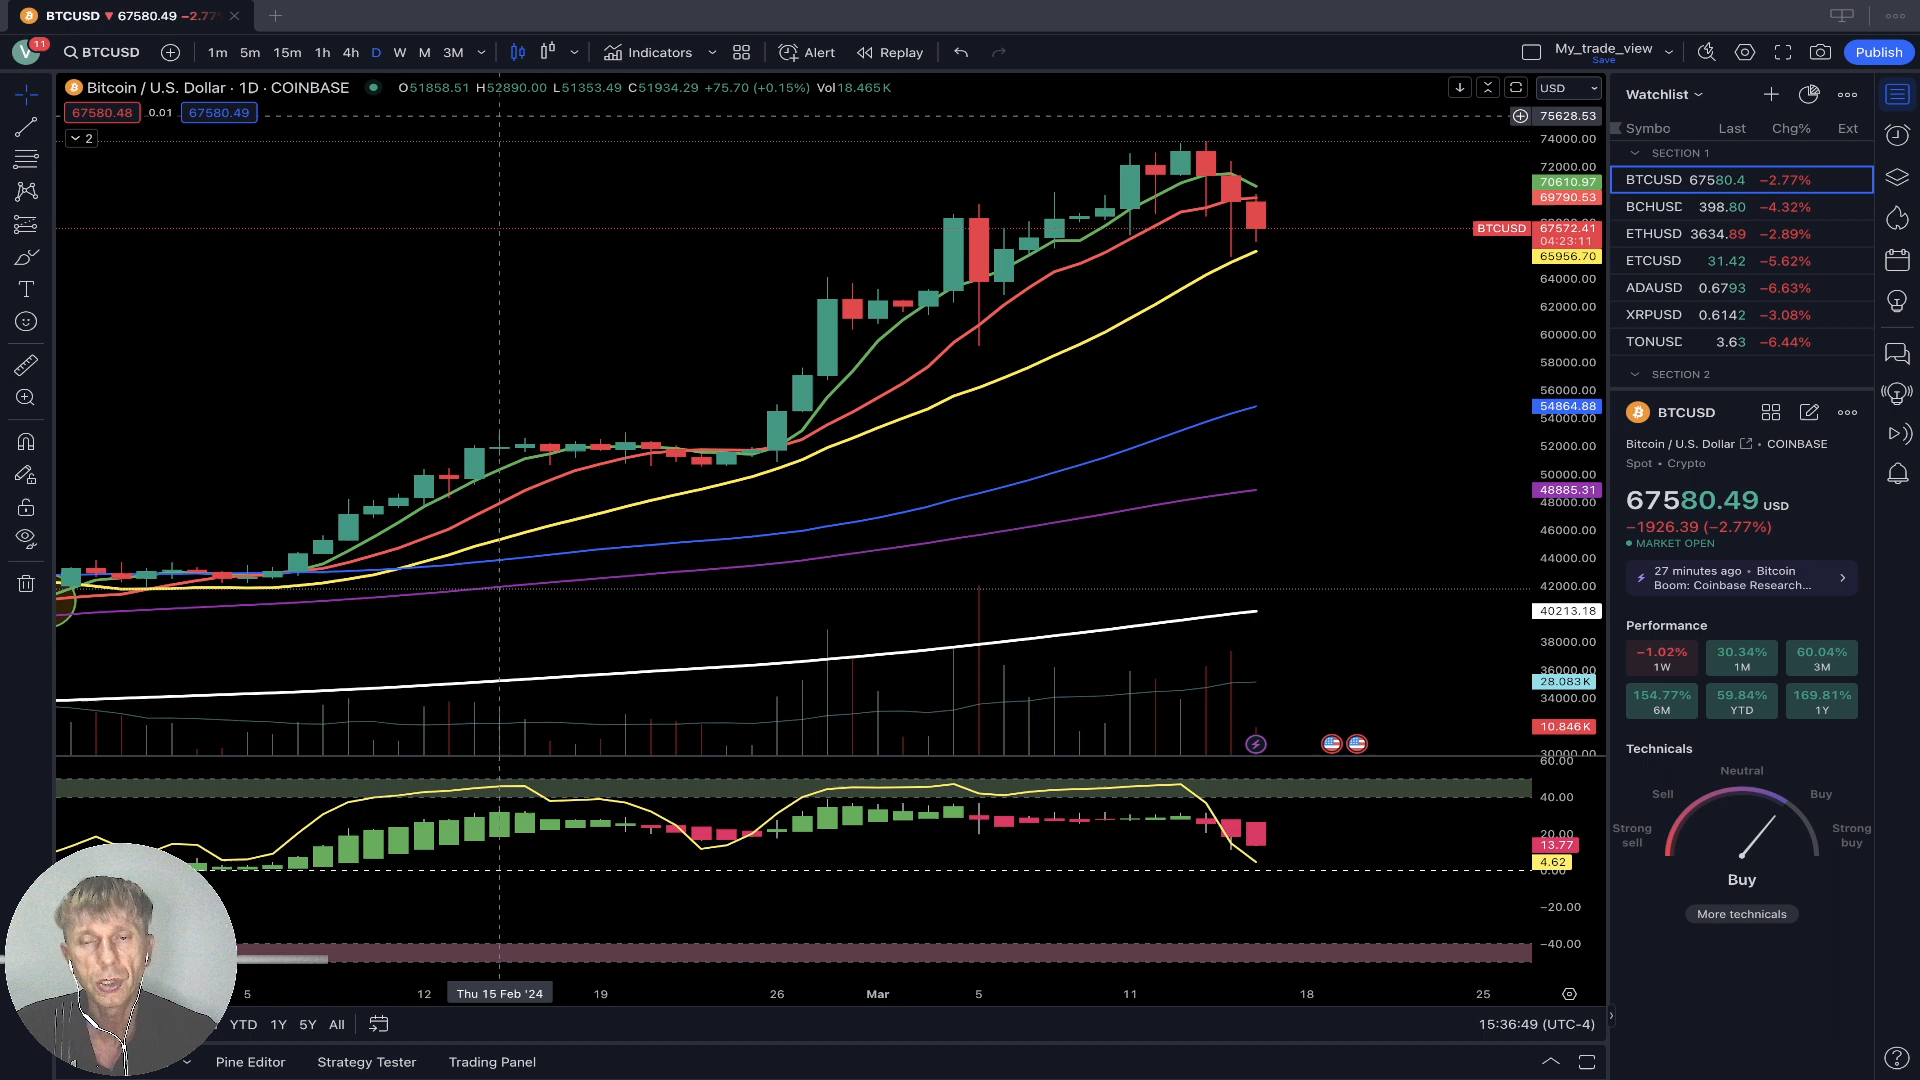 BTCUSD ▼ 67580.49 −2.77
V 11 BTCUSD 1m 5m 15m 1h 4h D W M 3M Indicators Alert Replay My_trade_view Save Publish
Bitcoin / U.S. Dollar · 1D · COINBASE O51858.51 H52890.00 L51353.49 C51934.29 +75.70 (+0.15%) Vol18.465K USD
67580.48 0.01 67580.49
2
75628.53
74000.00
72000.00
70610.97
69790.53
BTCUSD 67572.41
04:23:11
65956.70
64000.00
62000.00
60000.00
58000.00
56000.00
54864.88
54000.00
52000.00
50000.00
48885.31
48000.00
46000.00
44000.00
42000.00
40213.18
38000.00
36000.00
28.083K
34000.00
10.846K
30000.00
60.00
40.00
20.00
13.77
4.62
0.00
−20.00
−40.00
5 12 Thu 15 Feb '24 19 26 Mar 5 11 18 25
YTD 1Y 5Y All 15:36:49 (UTC-4)
Pine Editor Strategy Tester Trading Panel
Watchlist
Symbo Last Chg% Ext
SECTION 1
BTCUSD 67580.4 −2.77%
BCHUSD 398.80 −4.32%
ETHUSD 3634.89 −2.89%
ETCUSD 31.42 −5.62%
ADAUSD 0.6793 −6.63%
XRPUSD 0.6142 −3.08%
TONUSD 3.63 −6.44%
SECTION 2
BTCUSD
Bitcoin / U.S. Dollar • COINBASE
Spot • Crypto
67580.49 USD
−1926.39 (−2.77%)
MARKET OPEN
27 minutes ago • Bitcoin
Boom: Coinbase Research...
Performance
−1.02% 30.34% 60.04%
1W 1M 3M
154.77% 59.84% 169.81%
6M YTD 1Y
Technicals
Neutral
Sell Buy
Strong sell Strong buy
Buy
More technicals